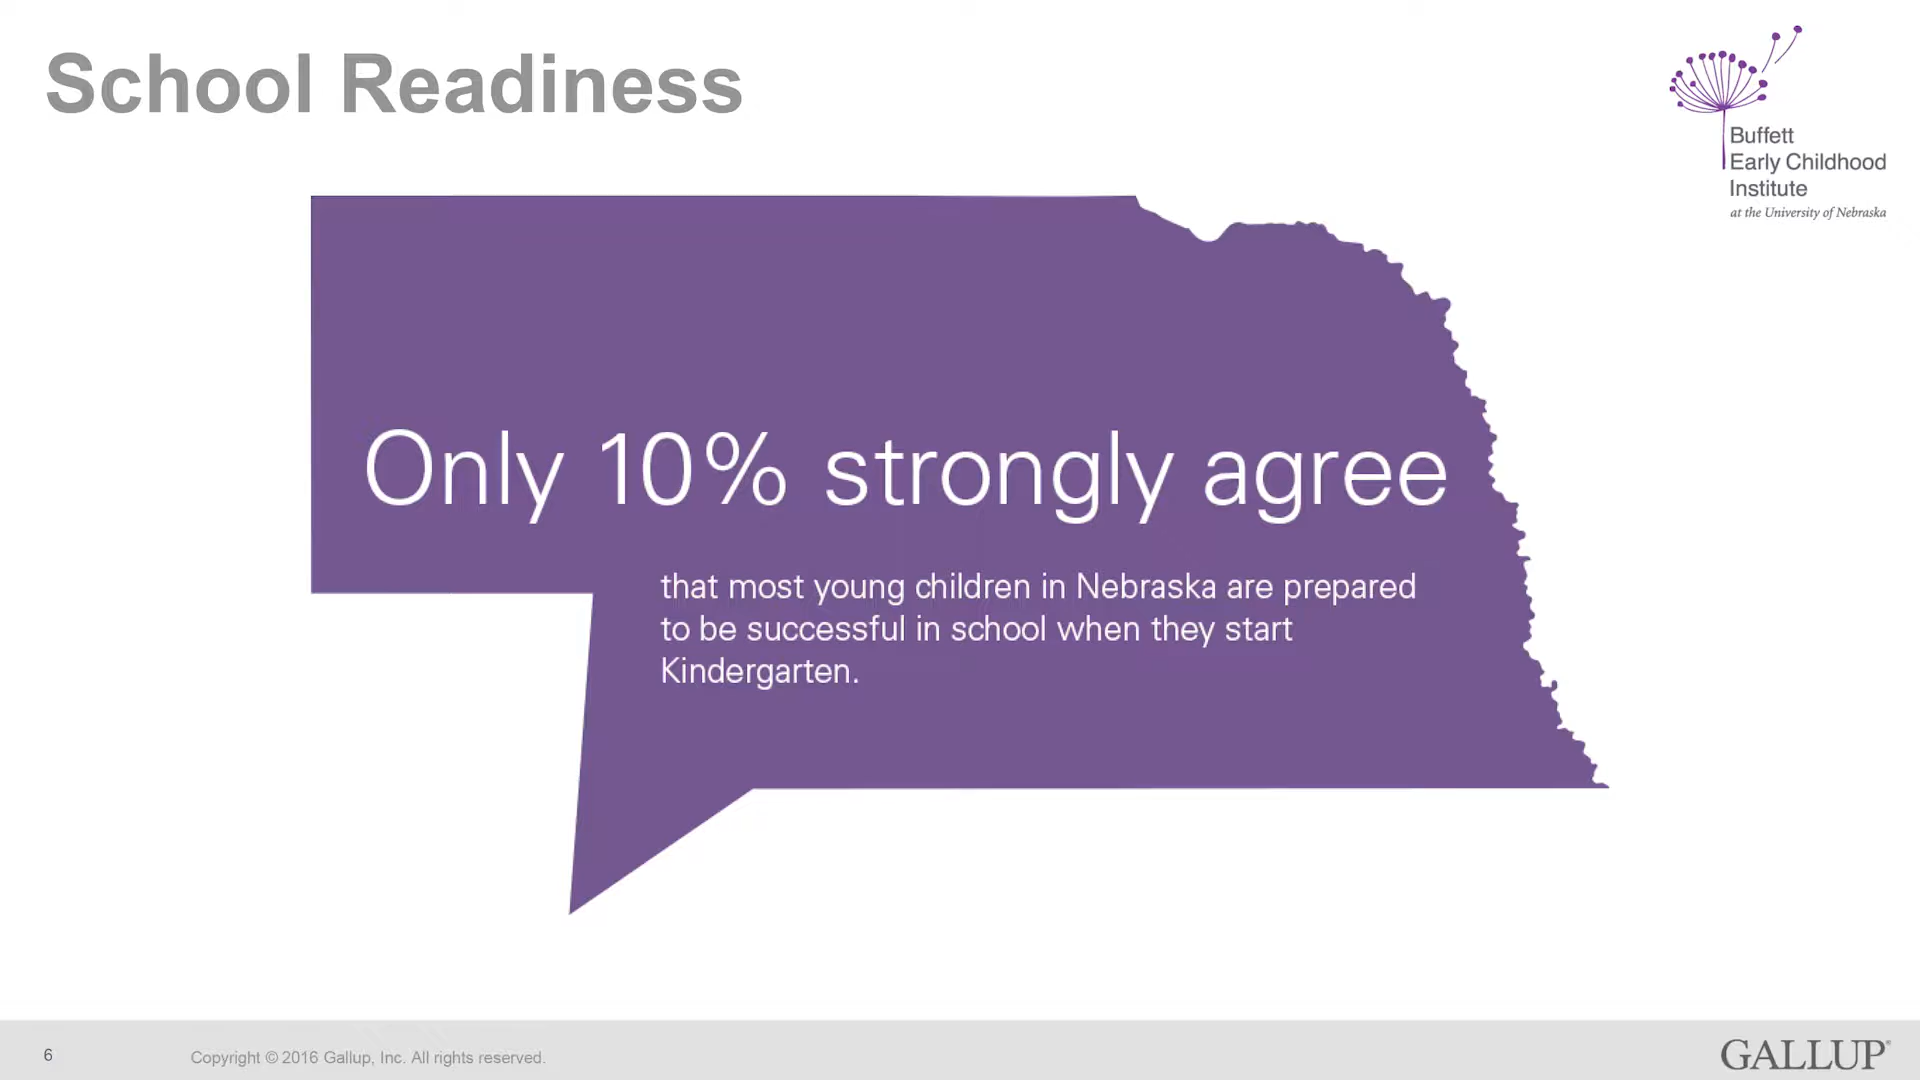 School Readiness
Buffett
Early Childhood
Institute
at the University of Nebraska
Only 10% strongly agree
that most young children in Nebraska are prepared
to be successful in school when they start
Kindergarten.
6
Copyright © 2016 Gallup, Inc. All rights reserved.
GALLUP®